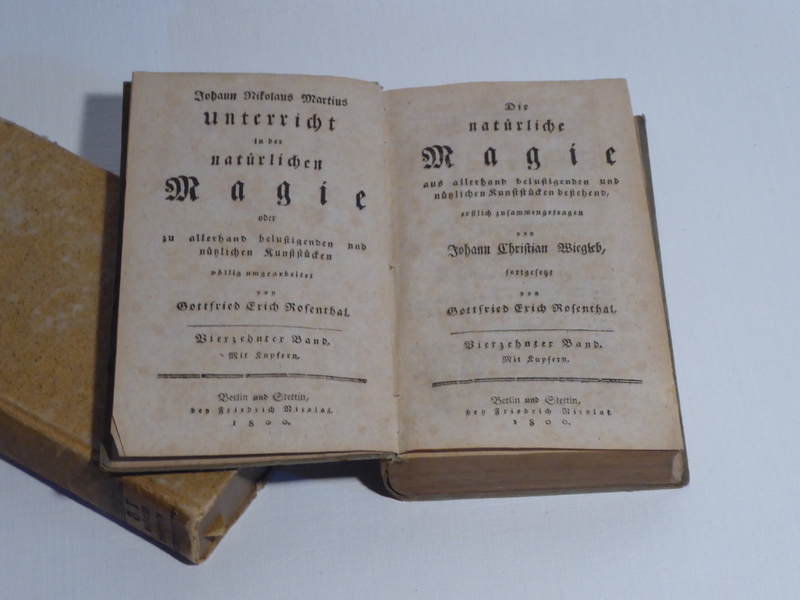 Johann Nikolaus Martius
Unterricht
in der
natürlichen
Magie
oder
zu allerhand belustigenden und
nützlichen Kunststücken
völlig umgearbeitet
von
Gottfried Erich Rosenthal.
Vierzehnter Band.
Mit Kupfern.
Berlin und Stettin,
bey Friedrich Nicolai.
1800.
Die
natürliche
Magie
aus allerhand belustigenden und
nützlichen Kunststücken bestehend,
erstlich zusammengetragen
von
Johann Christian Wiegleb,
fortgesetzt
von
Gottfried Erich Rosenthal.
Vierzehnter Band.
Mit Kupfern.
Berlin und Stettin,
bey Friedrich Nicolai.
1800.